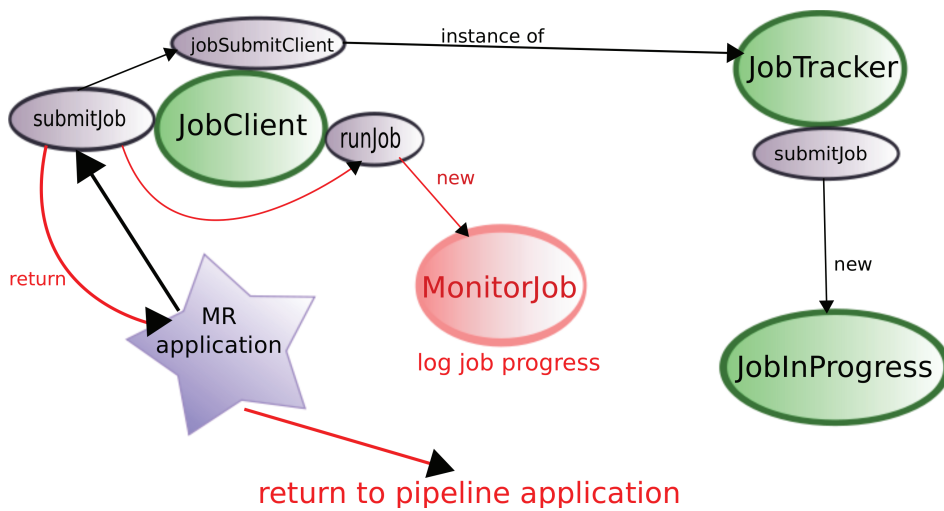 jobSubmitClient
instance of
JobTracker
submitJob
JobClient
runJob
submitJob
new
return
MonitorJob
new
MR
application
log job progress
JobInProgress
return to pipeline application